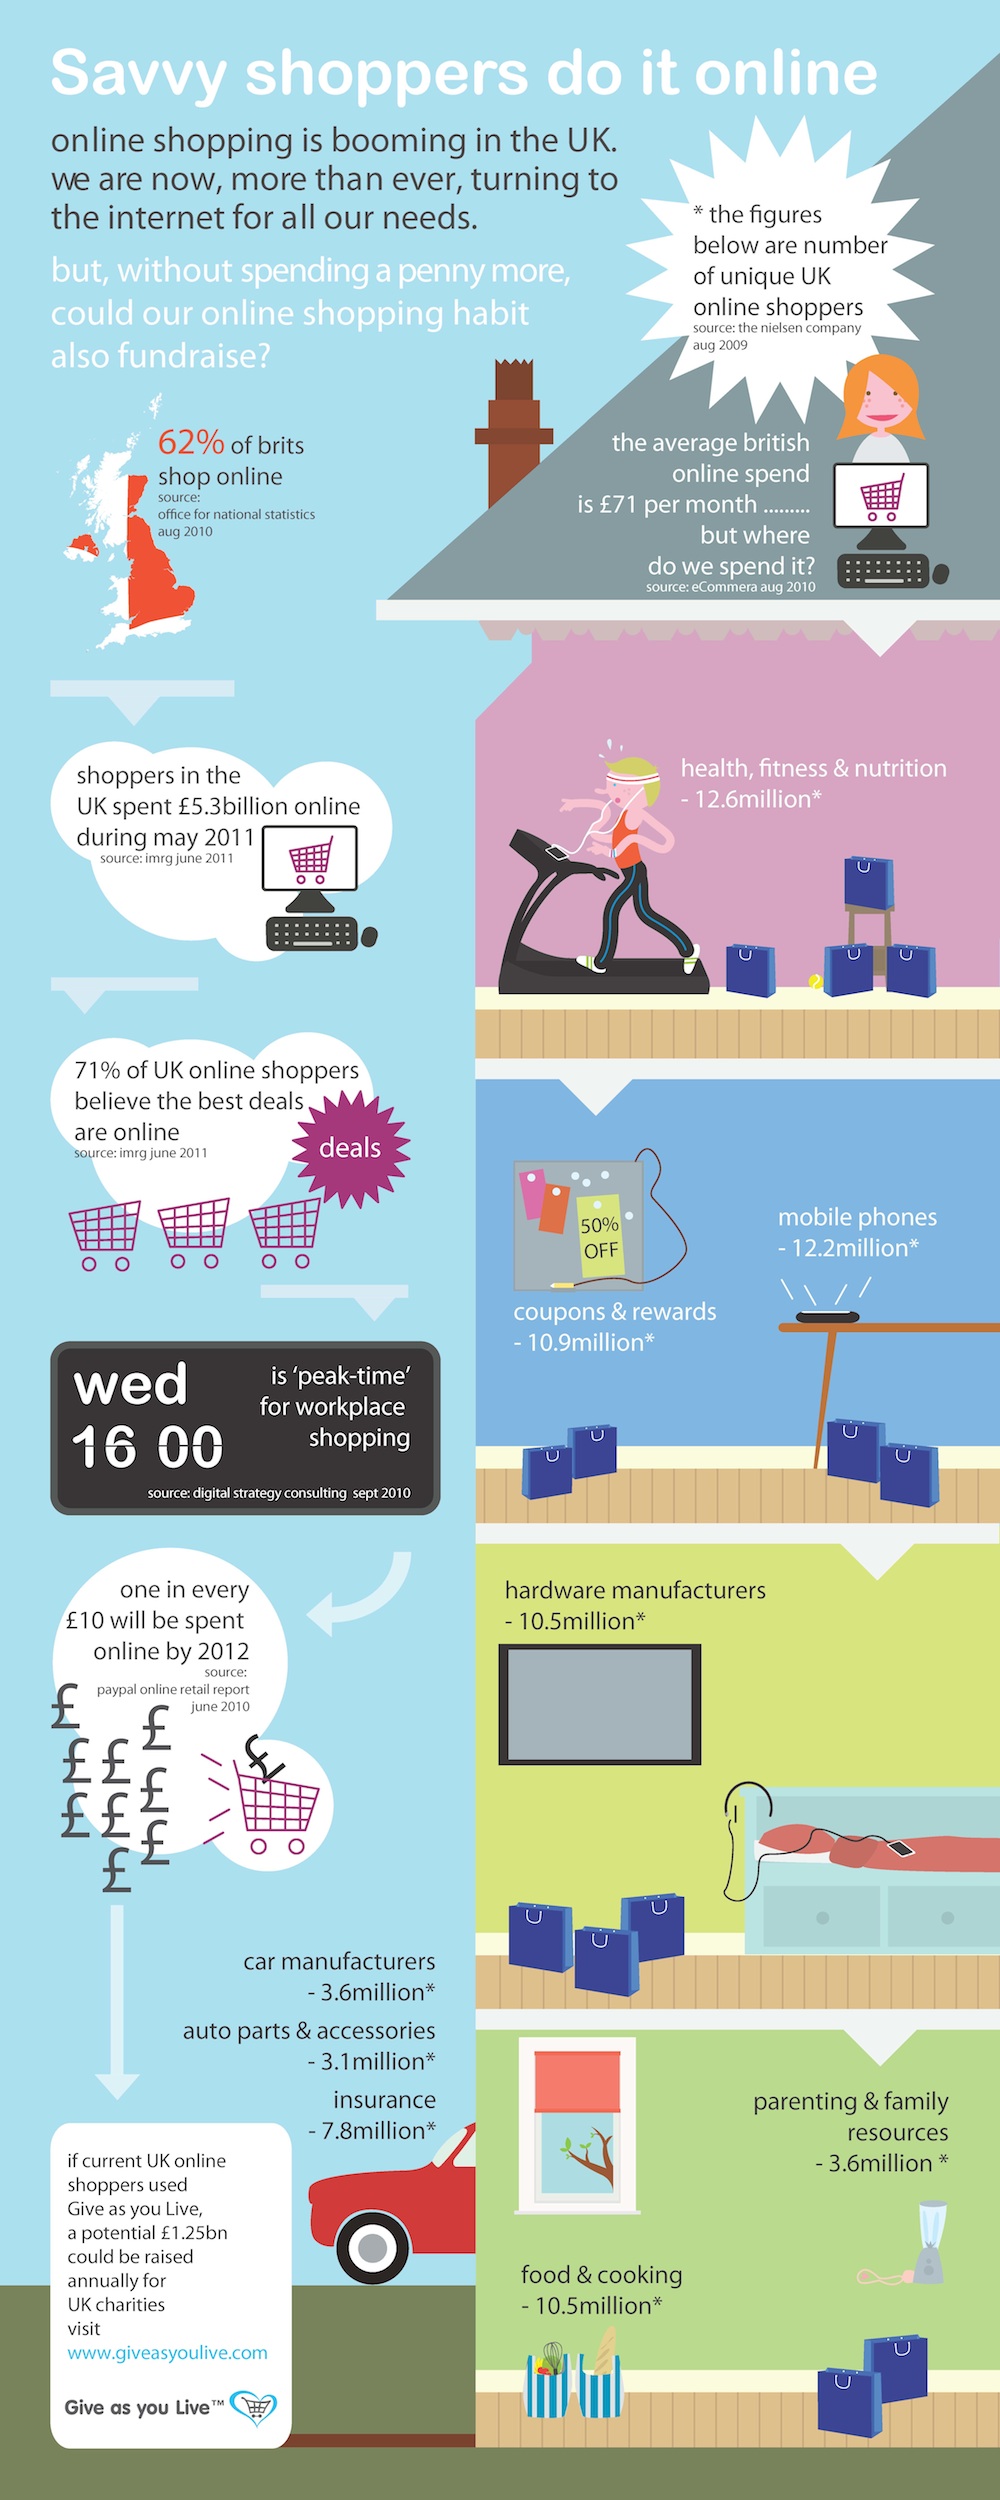 Savvy shoppers do it online
online shopping is booming in the UK.
we are now, more than ever, turning to
the internet for all our needs.
but, without spending a penny more,
could our online shopping habit
also fundraise?
* the figures
below are number
of unique UK
online shoppers
source: the nielsen company
aug 2009
62% of brits
shop online
source:
office for national statistics
aug 2010
the average british
online spend
is £71 per month .........
but where
do we spend it?
source: eCommera aug 2010
shoppers in the
UK spent £5.3billion online
during may 2011
source: imrg june 2011
health, fitness & nutrition
- 12.6million*
71% of UK online shoppers
believe the best deals
are online
source: imrg june 2011
deals
50%
OFF
mobile phones
- 12.2million*
coupons & rewards
- 10.9million*
wed
16 00
is 'peak-time'
for workplace
shopping
source: digital strategy consulting sept 2010
one in every
£10 will be spent
online by 2012
source:
paypal online retail report
june 2010
£
£
£
£
£
£
£
£
£
£
hardware manufacturers
- 10.5million*
car manufacturers
- 3.6million*
auto parts & accessories
- 3.1million*
insurance
- 7.8million*
parenting & family
resources
- 3.6million *
food & cooking
- 10.5million*
if current UK online
shoppers used
Give as you Live,
a potential £1.25bn
could be raised
annually for
UK charities
visit
www.giveasyoulive.com
Give as you Live™